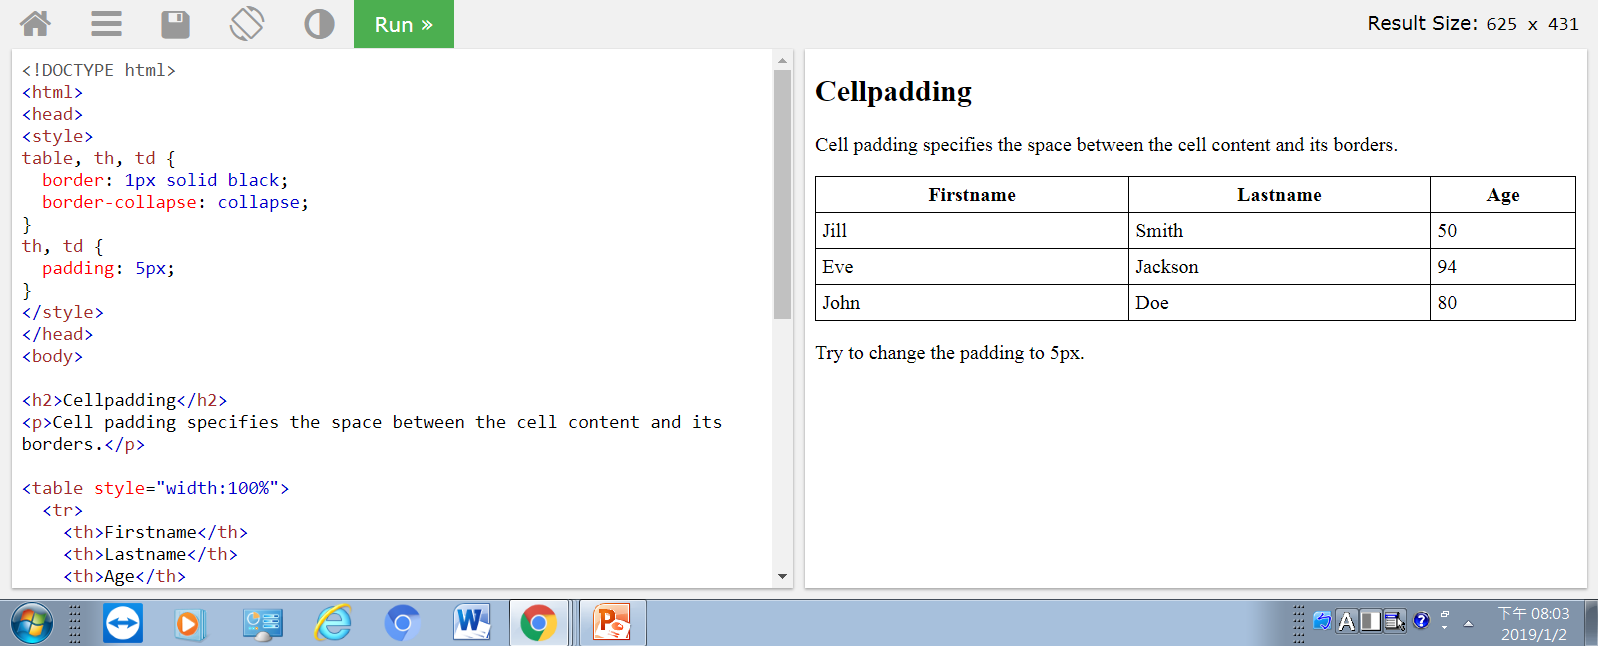 Run »
Result Size: 625 x 431
<!DOCTYPE html>
<html>
<head>
<style>
table, th, td {
  border: 1px solid black;
  border-collapse: collapse;
}
th, td {
  padding: 5px;
}
</style>
</head>
<body>
<h2>Cellpadding</h2>
<p>Cell padding specifies the space between the cell content and its
borders.</p>
<table style="width:100%">
  <tr>
    <th>Firstname</th>
    <th>Lastname</th>
    <th>Age</th>
Cellpadding
Cell padding specifies the space between the cell content and its borders.
Firstname Lastname Age
Jill Smith 50
Eve Jackson 94
John Doe 80
Try to change the padding to 5px.
W
P
A
?
下午 08:03
2019/1/2